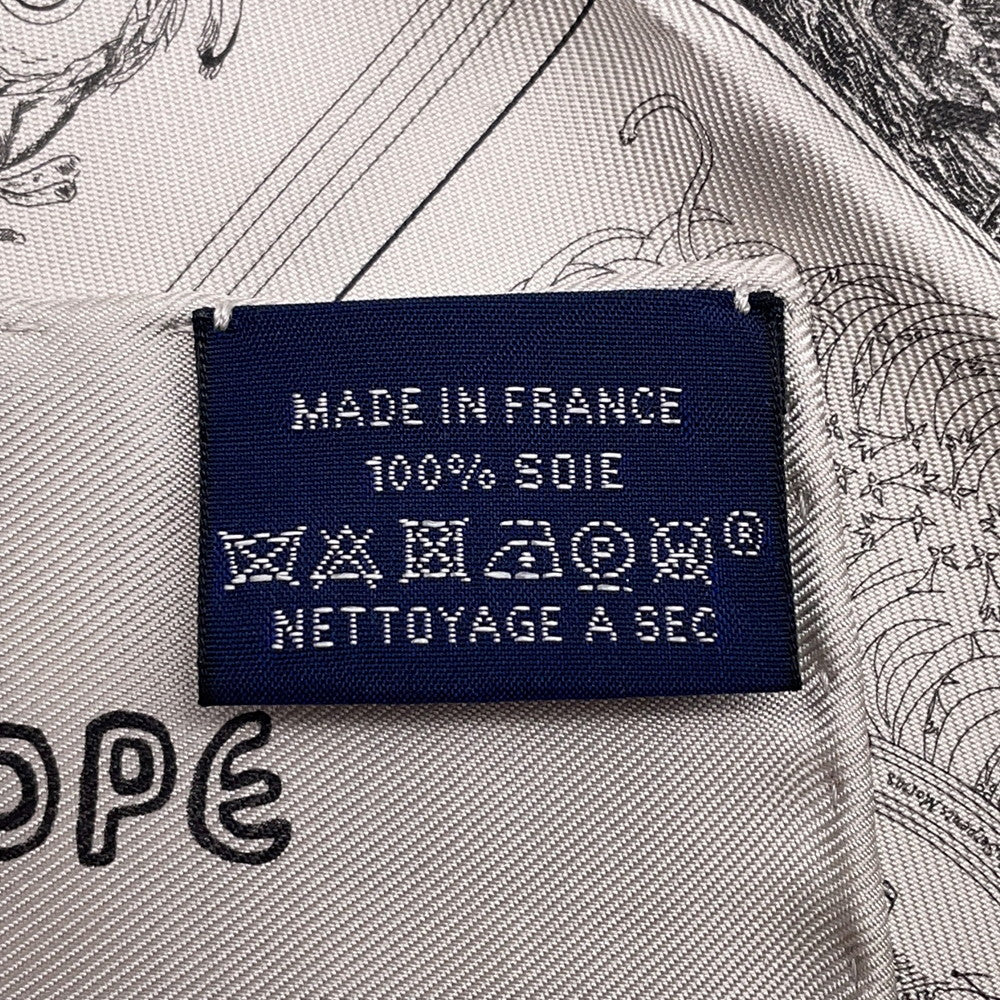 MADE IN FRANCE
100% SOIE
P W ®
NETTOYAGE A SEC
OPE